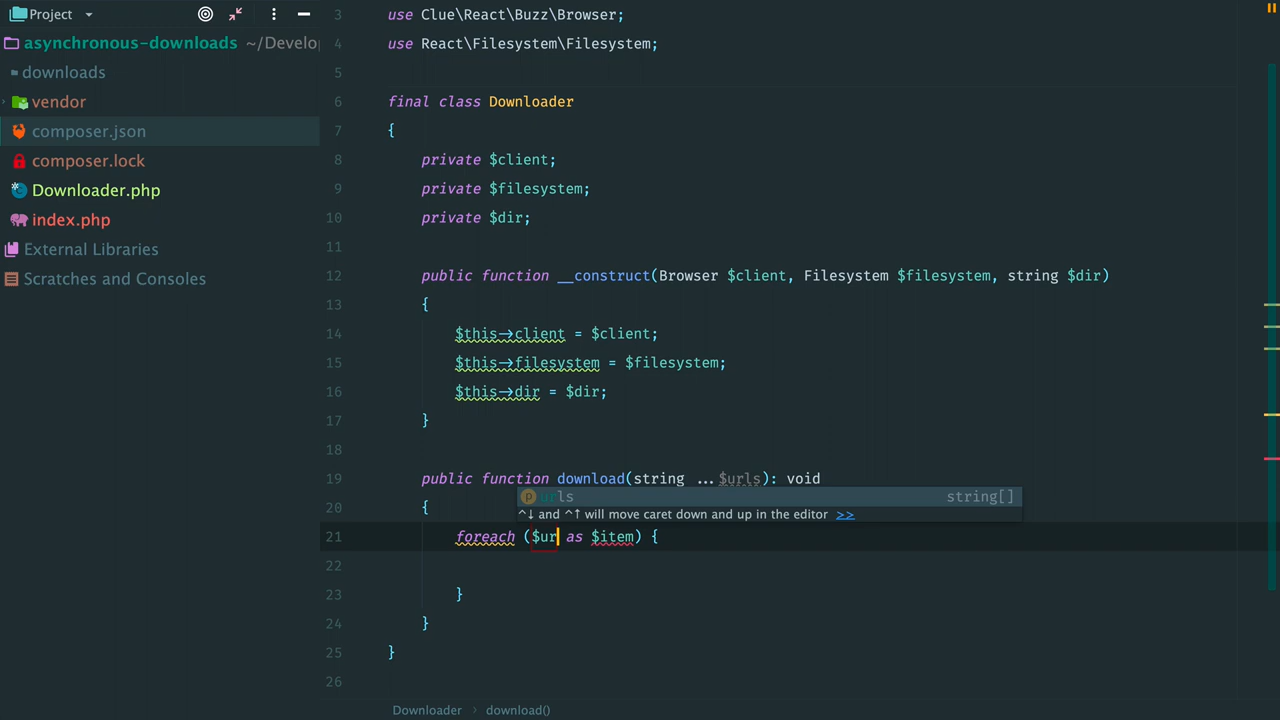 Project
asynchronous-downloads ~/Develo
downloads
vendor
composer.json
composer.lock
Downloader.php
index.php
External Libraries
Scratches and Consoles
3 use Clue\React\Buzz\Browser;
4 use React\Filesystem\Filesystem;
5
6 final class Downloader
7 {
8 private $client;
9 private $filesystem;
10 private $dir;
11
12 public function __construct(Browser $client, Filesystem $filesystem, string $dir)
13 {
14 $this→client = $client;
15 $this→filesystem = $filesystem;
16 $this→dir = $dir;
17 }
18
19 public function download(string ...$urls): void
20 {
p urls string[]
^↓ and ^↑ will move caret down and up in the editor >>
21 foreach ($ur as $item) {
22
23 }
24 }
25 }
26
Downloader > download()